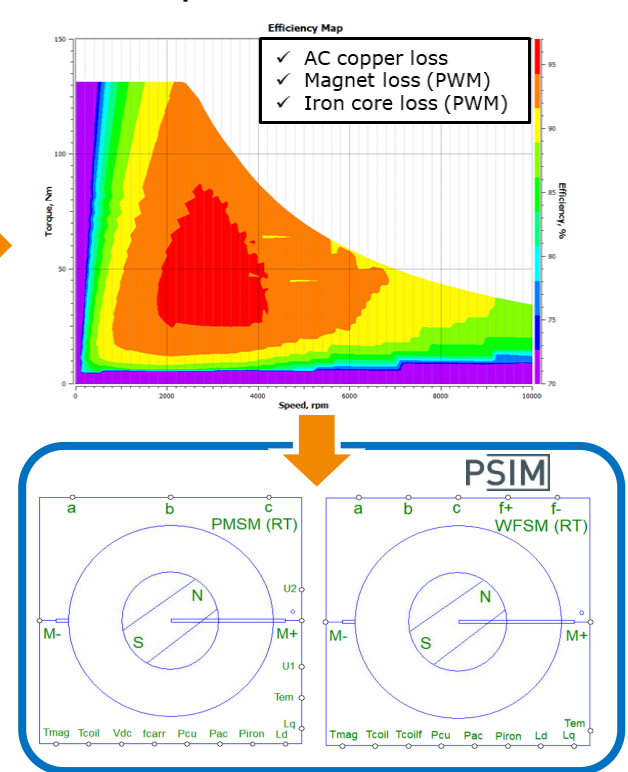 Efficiency Map
✓ AC copper loss
✓ Magnet loss (PWM)
✓ Iron core loss (PWM)
150
100
50
0
Torque, Nm
0 2000 4000 6000 8000 10000
Speed, rpm
95
90
85
80
75
70
Efficiency, %
PSIM
a b c
PMSM (RT)
N
S
M-
M+
U2
U1
Tem
Lq
Tmag Tcoil Vdc fcarr Pcu Pac Piron Ld
a b c f+ f-
WFSM (RT)
N
S
M-
M+
Tem
Tmag Tcoil Tcoilf Pcu Pac Piron Ld Lq